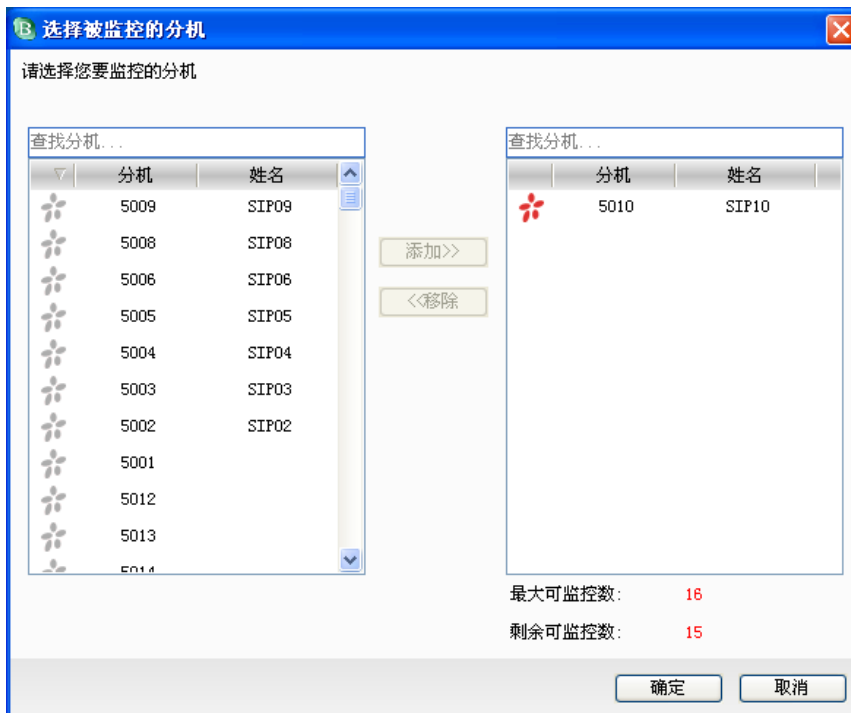 选择被监控的分机
请选择您要监控的分机
查找分机...
查找分机...
分机 姓名
分机 姓名
5009 SIP09
5010 SIP10
5008 SIP08
添加>>
5006 SIP06
<<移除
5005 SIP05
5004 SIP04
5003 SIP03
5002 SIP02
5001
5012
5013
5014
最大可监控数: 16
剩余可监控数: 15
确定
取消